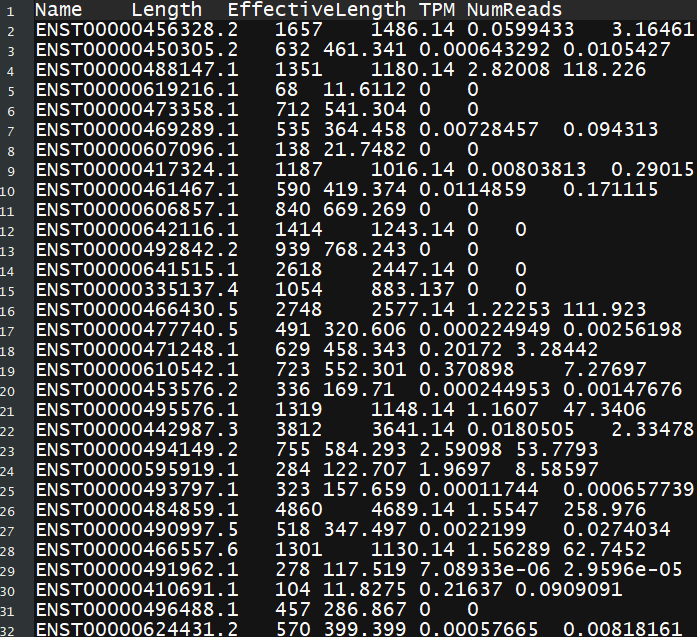 1 Name Length EffectiveLength TPM NumReads
2 ENST00000456328.2 1657 1486.14 0.0599433 3.16461
3 ENST00000450305.2 632 461.341 0.000643292 0.0105427
4 ENST00000488147.1 1351 1180.14 2.82008 118.226
5 ENST00000619216.1 68 11.6112 0 0
6 ENST00000473358.1 712 541.304 0 0
7 ENST00000469289.1 535 364.458 0.00728457 0.094313
8 ENST00000607096.1 138 21.7482 0 0
9 ENST00000417324.1 1187 1016.14 0.00803813 0.29015
10 ENST00000461467.1 590 419.374 0.0114859 0.171115
11 ENST00000606857.1 840 669.269 0 0
12 ENST00000642116.1 1414 1243.14 0 0
13 ENST00000492842.2 939 768.243 0 0
14 ENST00000641515.1 2618 2447.14 0 0
15 ENST00000335137.4 1054 883.137 0 0
16 ENST00000466430.5 2748 2577.14 1.22253 111.923
17 ENST00000477740.5 491 320.606 0.000224949 0.00256198
18 ENST00000471248.1 629 458.343 0.20172 3.28442
19 ENST00000610542.1 723 552.301 0.370898 7.27697
20 ENST00000453576.2 336 169.71 0.000244953 0.00147676
21 ENST00000495576.1 1319 1148.14 1.1607 47.3406
22 ENST00000442987.3 3812 3641.14 0.0180505 2.33478
23 ENST00000494149.2 755 584.293 2.59098 53.7793
24 ENST00000595919.1 284 122.707 1.9697 8.58597
25 ENST00000493797.1 323 157.659 0.00011744 0.000657739
26 ENST00000484859.1 4860 4689.14 1.5547 258.976
27 ENST00000490997.5 518 347.497 0.0022199 0.0274034
28 ENST00000466557.6 1301 1130.14 1.56289 62.7452
29 ENST00000491962.1 278 117.519 7.08933e-06 2.9596e-05
30 ENST00000410691.1 104 11.8275 0.21637 0.0909091
31 ENST00000496488.1 457 286.867 0 0
32 ENST00000624431.2 570 399.399 0.00057665 0.00818161